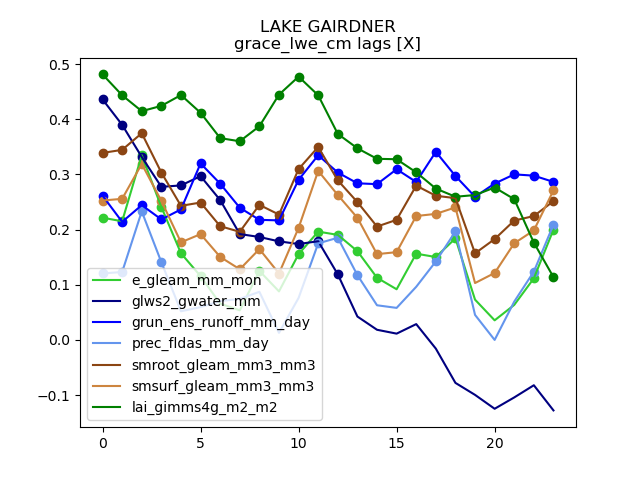 LAKE GAIRDNER
grace_lwe_cm lags [X]
0.5
0.4
0.3
0.2
0.1
0.0
−0.1
e_gleam_mm_mon
glws2_gwater_mm
grun_ens_runoff_mm_day
prec_fldas_mm_day
smroot_gleam_mm3_mm3
smsurf_gleam_mm3_mm3
lai_gimms4g_m2_m2
0 5 10 15 20